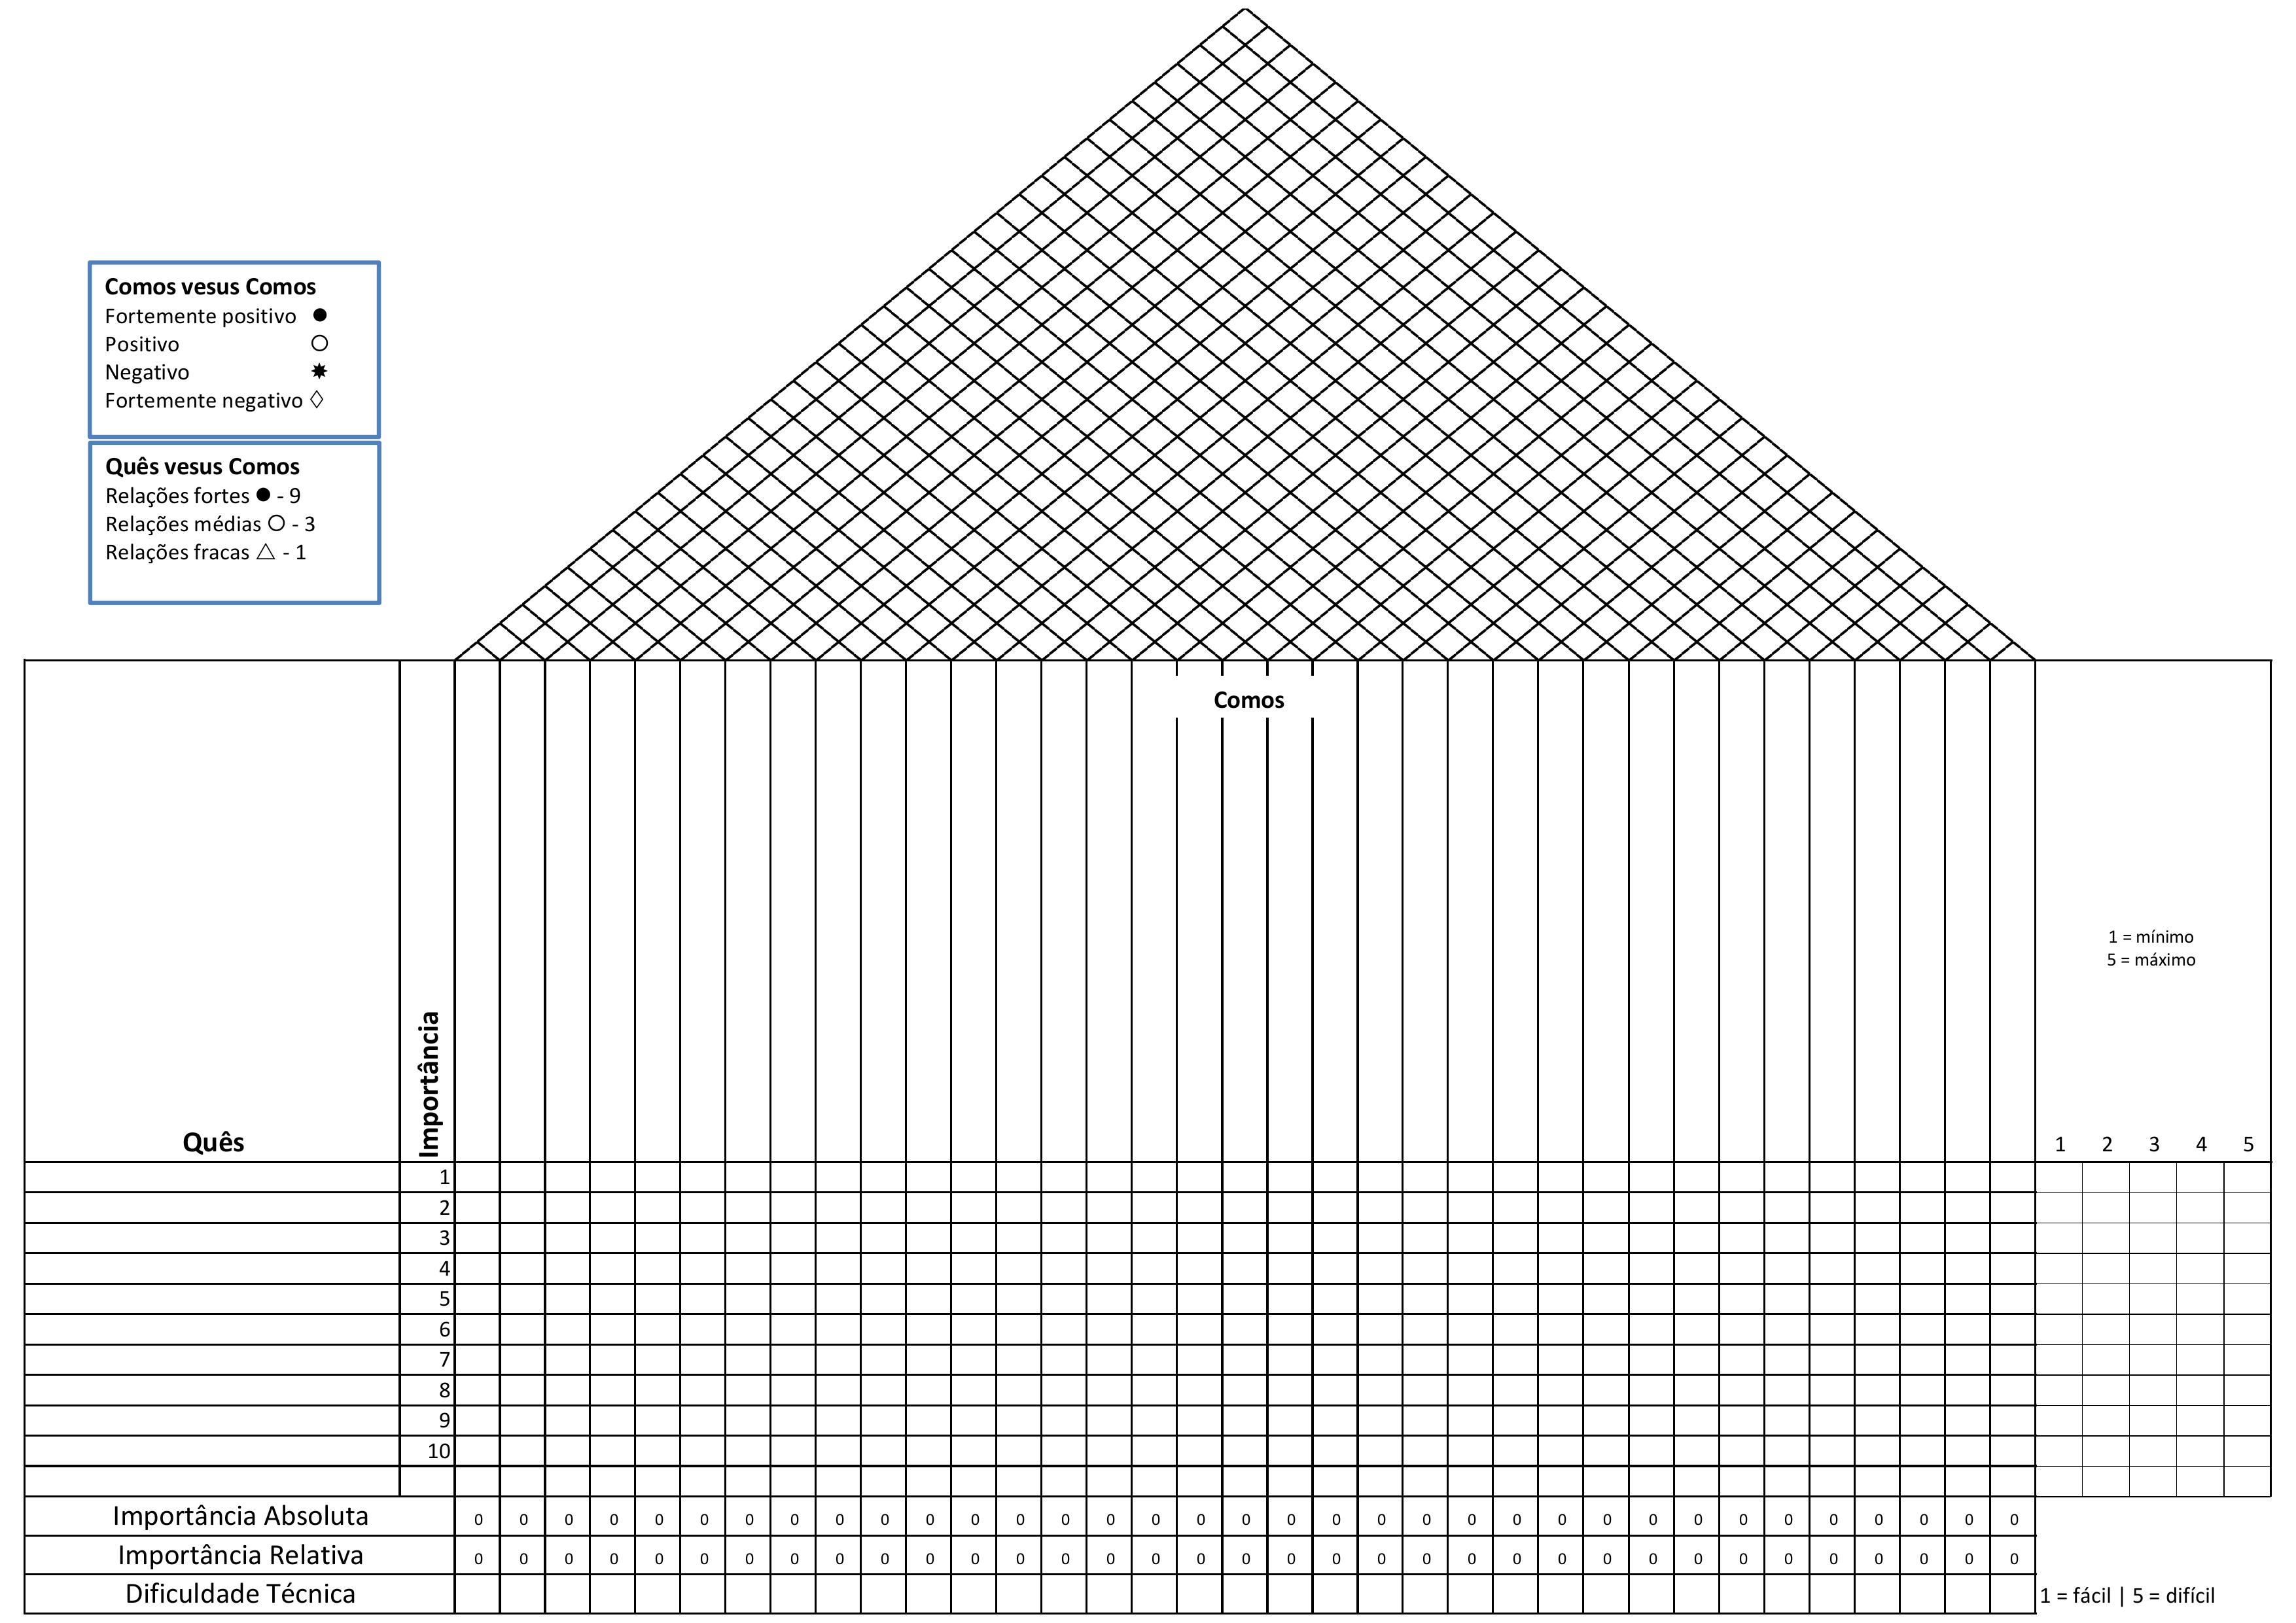 Comos vesus Comos
Fortemente positivo ●
Positivo ○
Negativo ✷
Fortemente negativo ◊
Quês vesus Comos
Relações fortes ● - 9
Relações médias ○ - 3
Relações fracas △ - 1
Comos
1 = mínimo
5 = máximo
Quês
Importância
1 2 3 4 5
1
2
3
4
5
6
7
8
9
10
Importância Absoluta 0 0 0 0 0 0 0 0 0 0 0 0 0 0 0 0 0 0 0 0 0 0 0 0 0 0 0 0 0 0 0 0 0 0 0
Importância Relativa 0 0 0 0 0 0 0 0 0 0 0 0 0 0 0 0 0 0 0 0 0 0 0 0 0 0 0 0 0 0 0 0 0 0 0
Dificuldade Técnica
1 = fácil | 5 = difícil